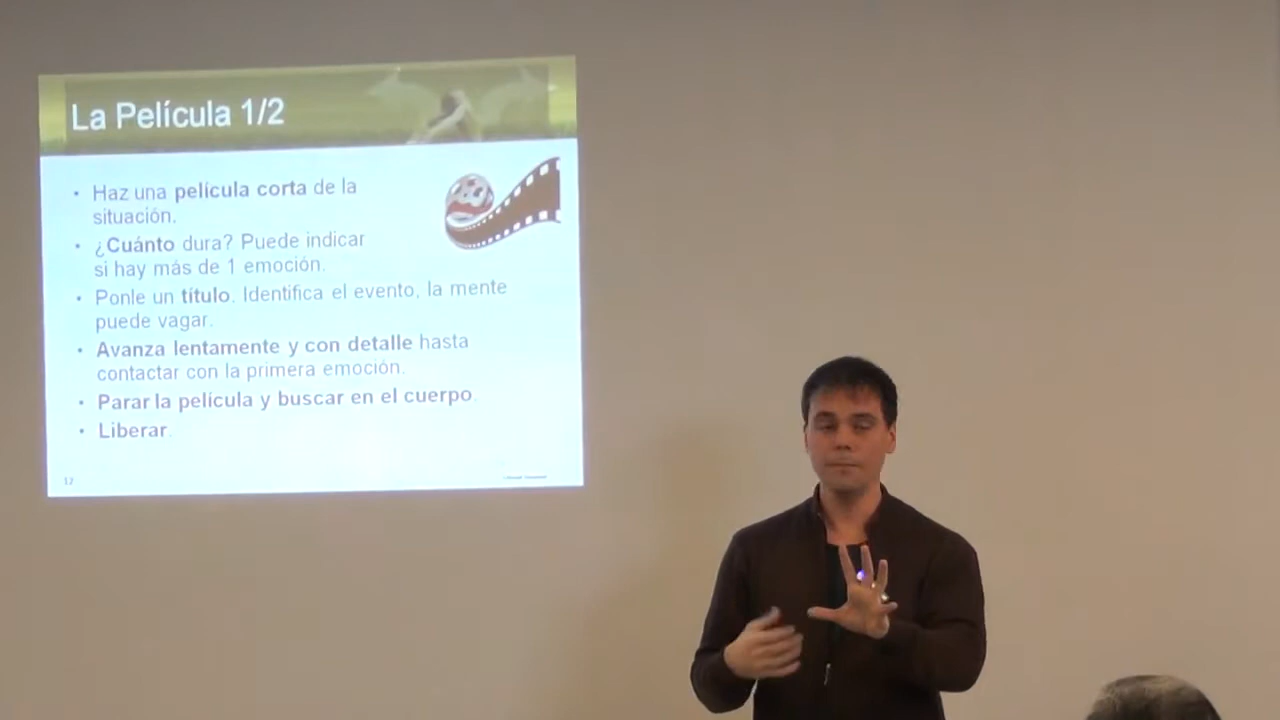 La Película 1/2
• Haz una película corta de la
situación.
• ¿Cuánto dura? Puede indicar
si hay más de 1 emoción.
• Ponle un título. Identifica el evento, la mente
puede vagar.
• Avanza lentamente y con detalle hasta
contactar con la primera emoción.
• Parar la película y buscar en el cuerpo.
• Liberar.